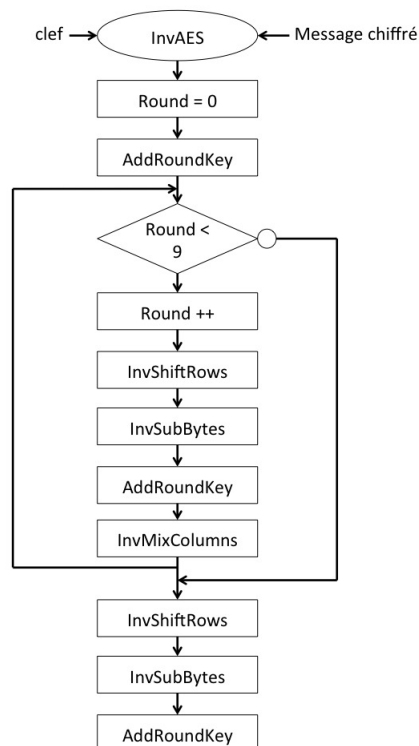 clef
InvAES
Message chiffré
Round = 0
AddRoundKey
Round <
9
Round ++
InvShiftRows
InvSubBytes
AddRoundKey
InvMixColumns
InvShiftRows
InvSubBytes
AddRoundKey